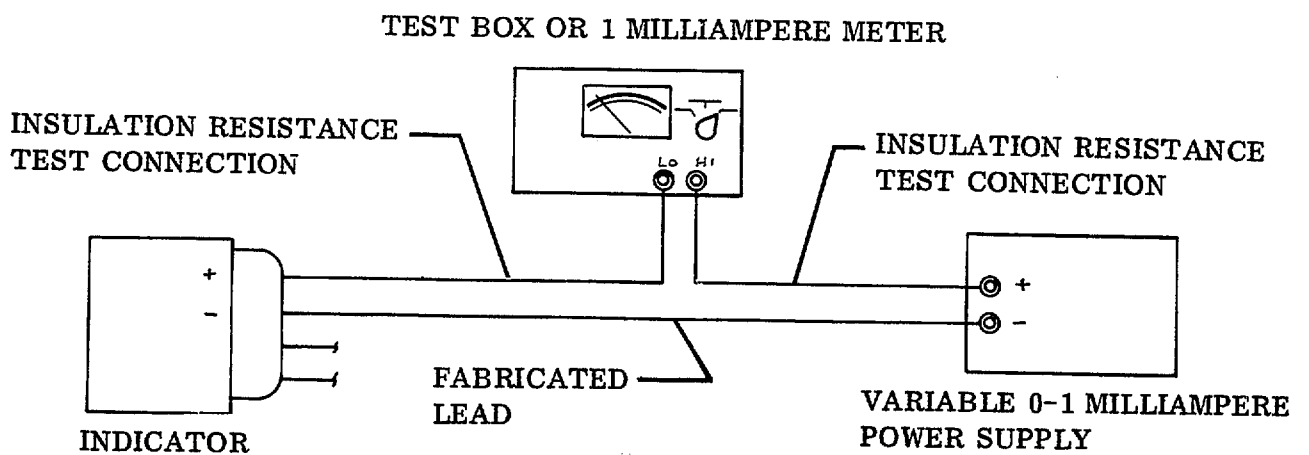 TEST BOX OR 1 MILLIAMPERE METER
INSULATION RESISTANCE
TEST CONNECTION
LO HI
INSULATION RESISTANCE
TEST CONNECTION
+
−
+
−
FABRICATED
LEAD
INDICATOR
VARIABLE 0-1 MILLIAMPERE
POWER SUPPLY